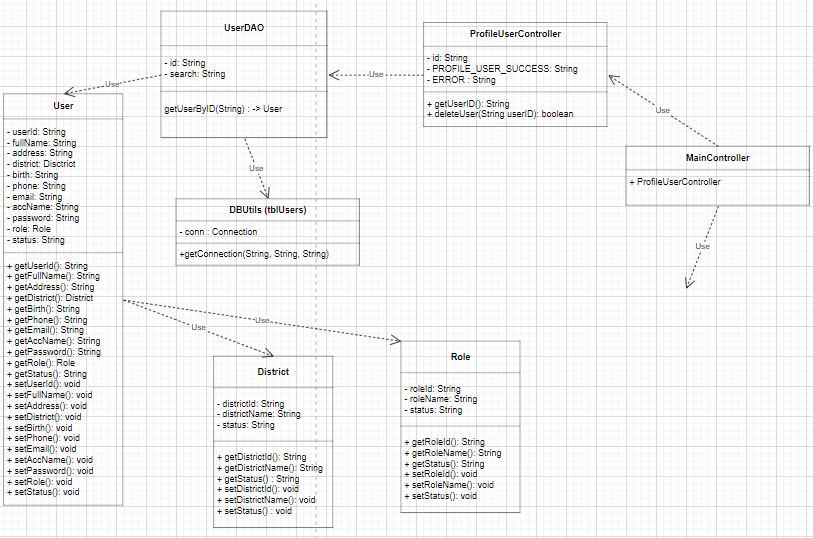 UserDAO
- id: String
- search: String
getUserByID(String) : -> User
ProfileUserController
- id: String
- PROFILE_USER_SUCCESS: String
- ERROR : String
+ getUserID(): String
+ deleteUser(String userID): boolean
Use
Use
Use
MainController
+ ProfileUserController
Use
User
- userId: String
- fullName: String
- address: String
- district: Disctrict
- birth: String
- phone: String
- email: String
- accName: String
- password: String
- role: Role
- status: String
+ getUserId(): String
+ getFullName(): String
+ getAddress(): String
+ getDistrict(): District
+ getBirth(): String
+ getPhone(): String
+ getEmail(): String
+ getAccName(): String
+ getPassword(): String
+ getRole(): Role
+ getStatus(): String
+ setUserId(): void
+ setFullName(): void
+ setAddress(): void
+ setDistrict(): void
+ setBirth(): void
+ setPhone(): void
+ setEmail(): void
+ setAccName(): void
+ setPassword(): void
+ setRole(): void
+ setStatus(): void
Use
DBUtils (tblUsers)
- conn : Connection
+getConnection(String, String, String)
Use
Use
District
- districtId: String
- districtName: String
- status: String
+ getDistrictId(): String
+ getDistrictName(): String
+ getStatus() : String
+ setDistrictId(): void
+ setDistrictName(): void
+ setStatus() : void
Role
- roleId: String
- roleName: String
- status: String
+ getRoleId(): String
+ getRoleName(): String
+ getStatus(): String
+ setRoleId(): void
+ setRoleName(): void
+ setStatus(): void